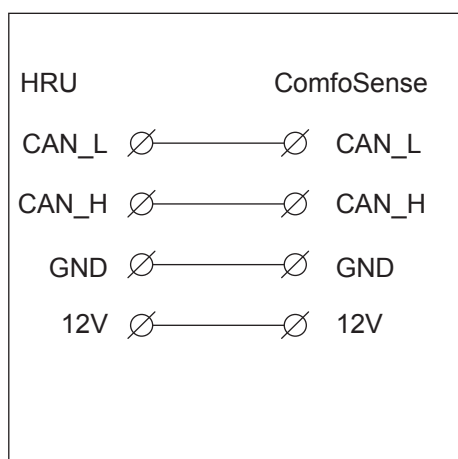 HRU ComfoSense
CAN_L CAN_L
CAN_H CAN_H
GND GND
12V 12V